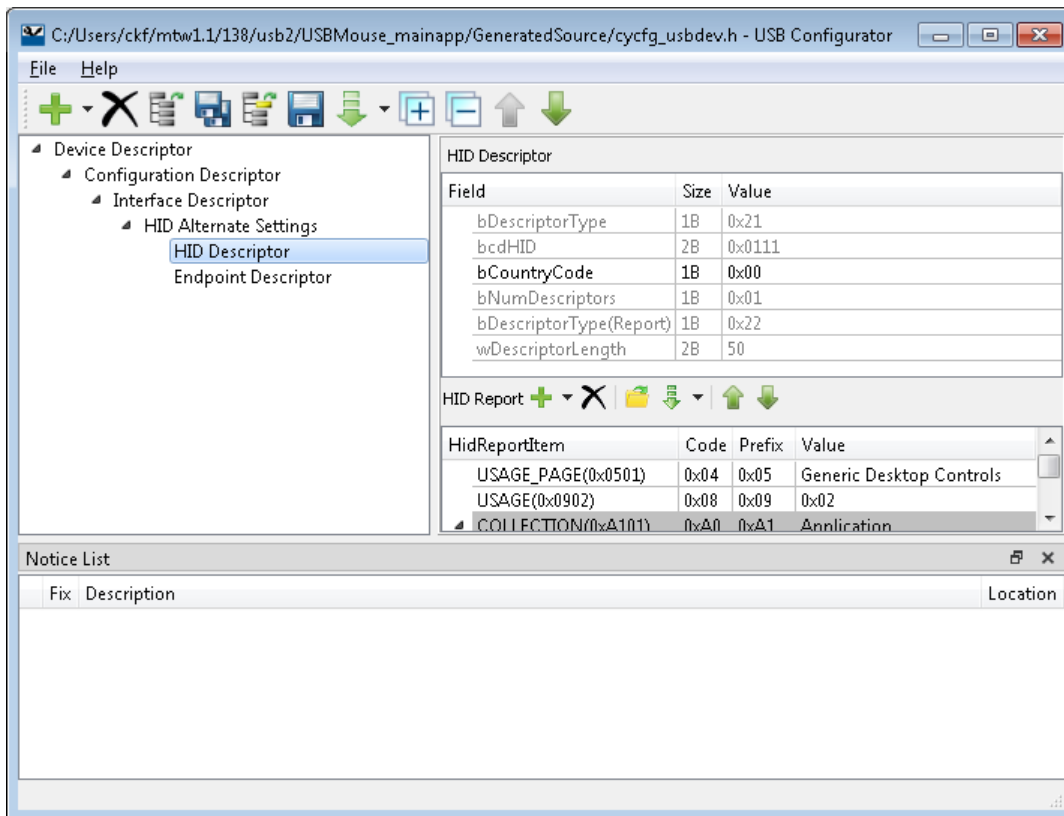 C:/Users/ckf/mtw1.1/138/usb2/USBMouse_mainapp/GeneratedSource/cycfg_usbdev.h - USB Configurator
File Help
Device Descriptor
Configuration Descriptor
Interface Descriptor
HID Alternate Settings
HID Descriptor
Endpoint Descriptor
HID Descriptor
Field Size Value
bDescriptorType 1B 0x21
bcdHID 2B 0x0111
bCountryCode 1B 0x00
bNumDescriptors 1B 0x01
bDescriptorType(Report) 1B 0x22
wDescriptorLength 2B 50
HID Report
HidReportItem Code Prefix Value
USAGE_PAGE(0x0501) 0x04 0x05 Generic Desktop Controls
USAGE(0x0902) 0x08 0x09 0x02
COLLECTION(0xA101) 0xA0 0xA1 Application
Notice List
Fix Description Location